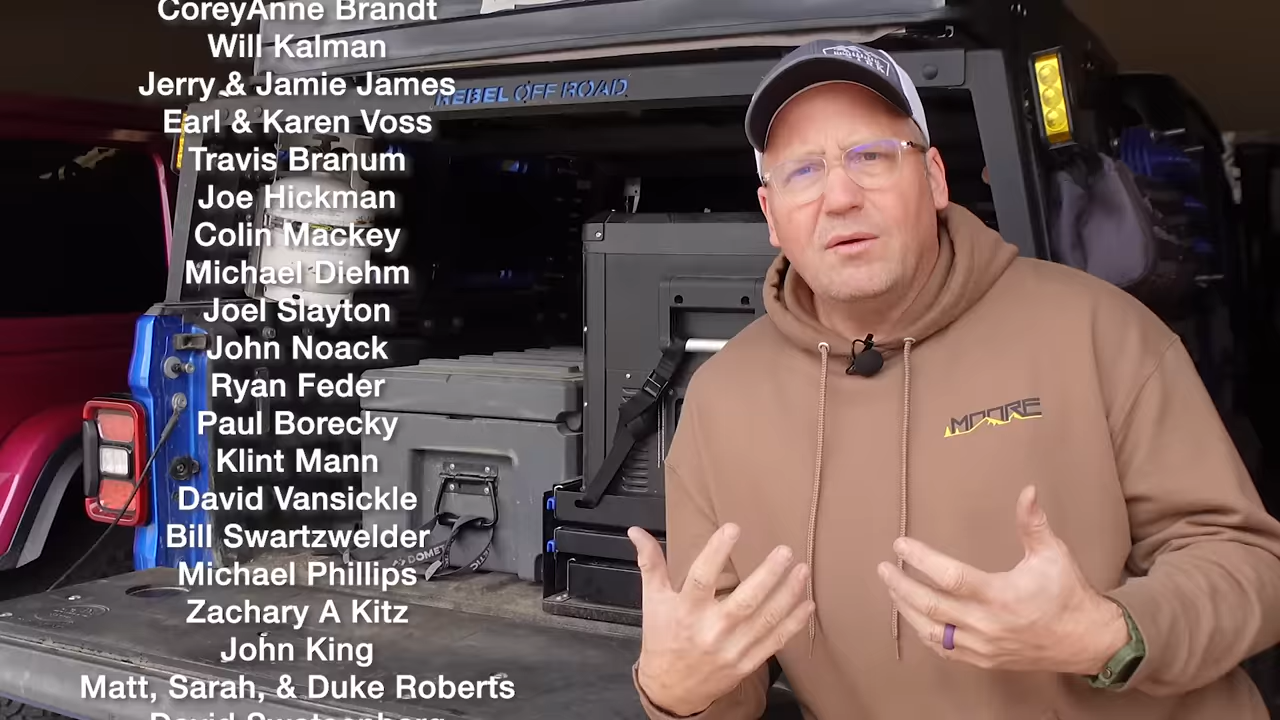 CoreyAnne Brandt
Will Kalman
Jerry & Jamie James
Earl & Karen Voss
Travis Branum
Joe Hickman
Colin Mackey
Michael Diehm
Joel Slayton
John Noack
Ryan Feder
Paul Borecky
Klint Mann
David Vansickle
Bill Swartzwelder
Michael Phillips
Zachary A Kitz
John King
Matt, Sarah, & Duke Roberts
REBEL OFF ROAD
MOORE
DOMETIC